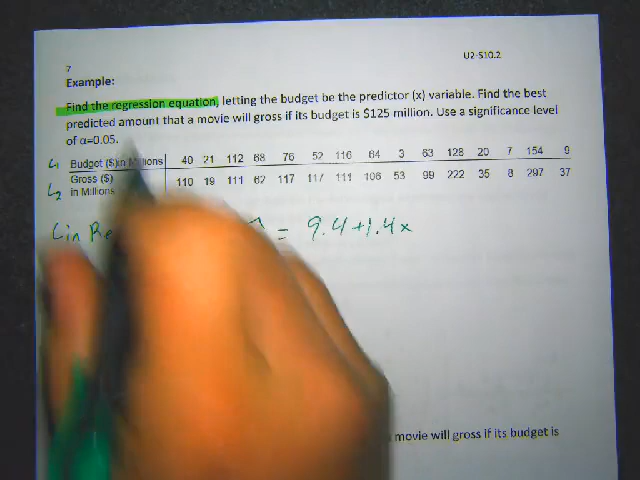 U2-S10.2
7
Example:
Find the regression equation, letting the budget be the predictor (x) variable. Find the best
predicted amount that a movie will gross if its budget is $125 million. Use a significance level
of α=0.05.
L1 Budget ($)in Millions 40 21 112 68 76 52 116 64 3 63 128 20 7 154 9
L2 Gross ($) 110 19 111 62 117 117 111 106 53 99 222 35 8 297 37
in Millions
Lin Re = 9.4+1.4x
movie will gross if its budget is